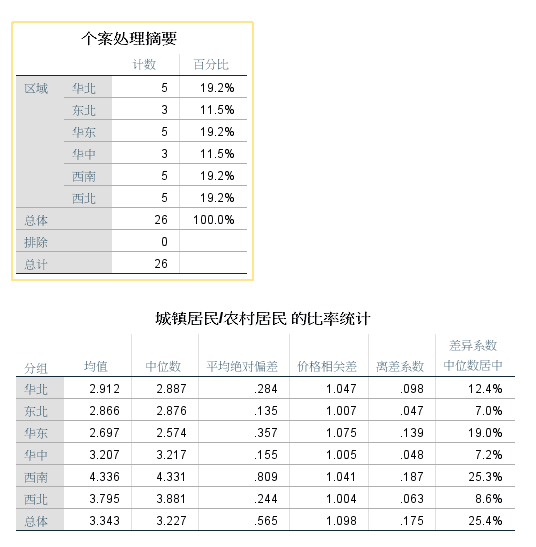 个案处理摘要
计数 百分比
区域 华北 5 19.2%
东北 3 11.5%
华东 5 19.2%
华中 3 11.5%
西南 5 19.2%
西北 5 19.2%
总体 26 100.0%
排除 0
总计 26
城镇居民/农村居民 的比率统计
差异系数
分组 均值 中位数 平均绝对偏差 价格相关差 离差系数 中位数居中
华北 2.912 2.887 .284 1.047 .098 12.4%
东北 2.866 2.876 .135 1.007 .047 7.0%
华东 2.697 2.574 .357 1.075 .139 19.0%
华中 3.207 3.217 .155 1.005 .048 7.2%
西南 4.336 4.331 .809 1.041 .187 25.3%
西北 3.795 3.881 .244 1.004 .063 8.6%
总体 3.343 3.227 .565 1.098 .175 25.4%